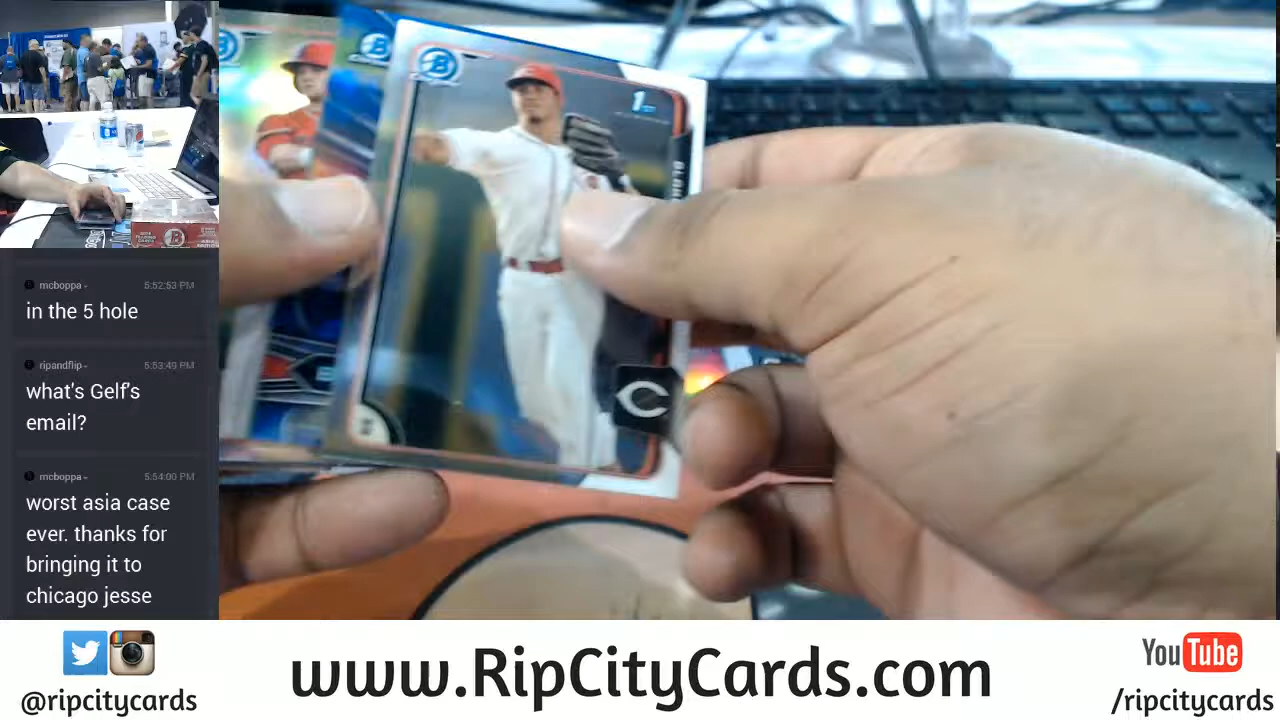 mcboppa 5:52:53 PM
in the 5 hole
ripandflip 5:53:49 PM
what's Gelf's
email?
mcboppa 5:54:00 PM
worst asia case
ever. thanks for
bringing it to
chicago jesse
B
1ST
C
@ripcitycards
www.RipCityCards.com
YouTube
/ripcitycards